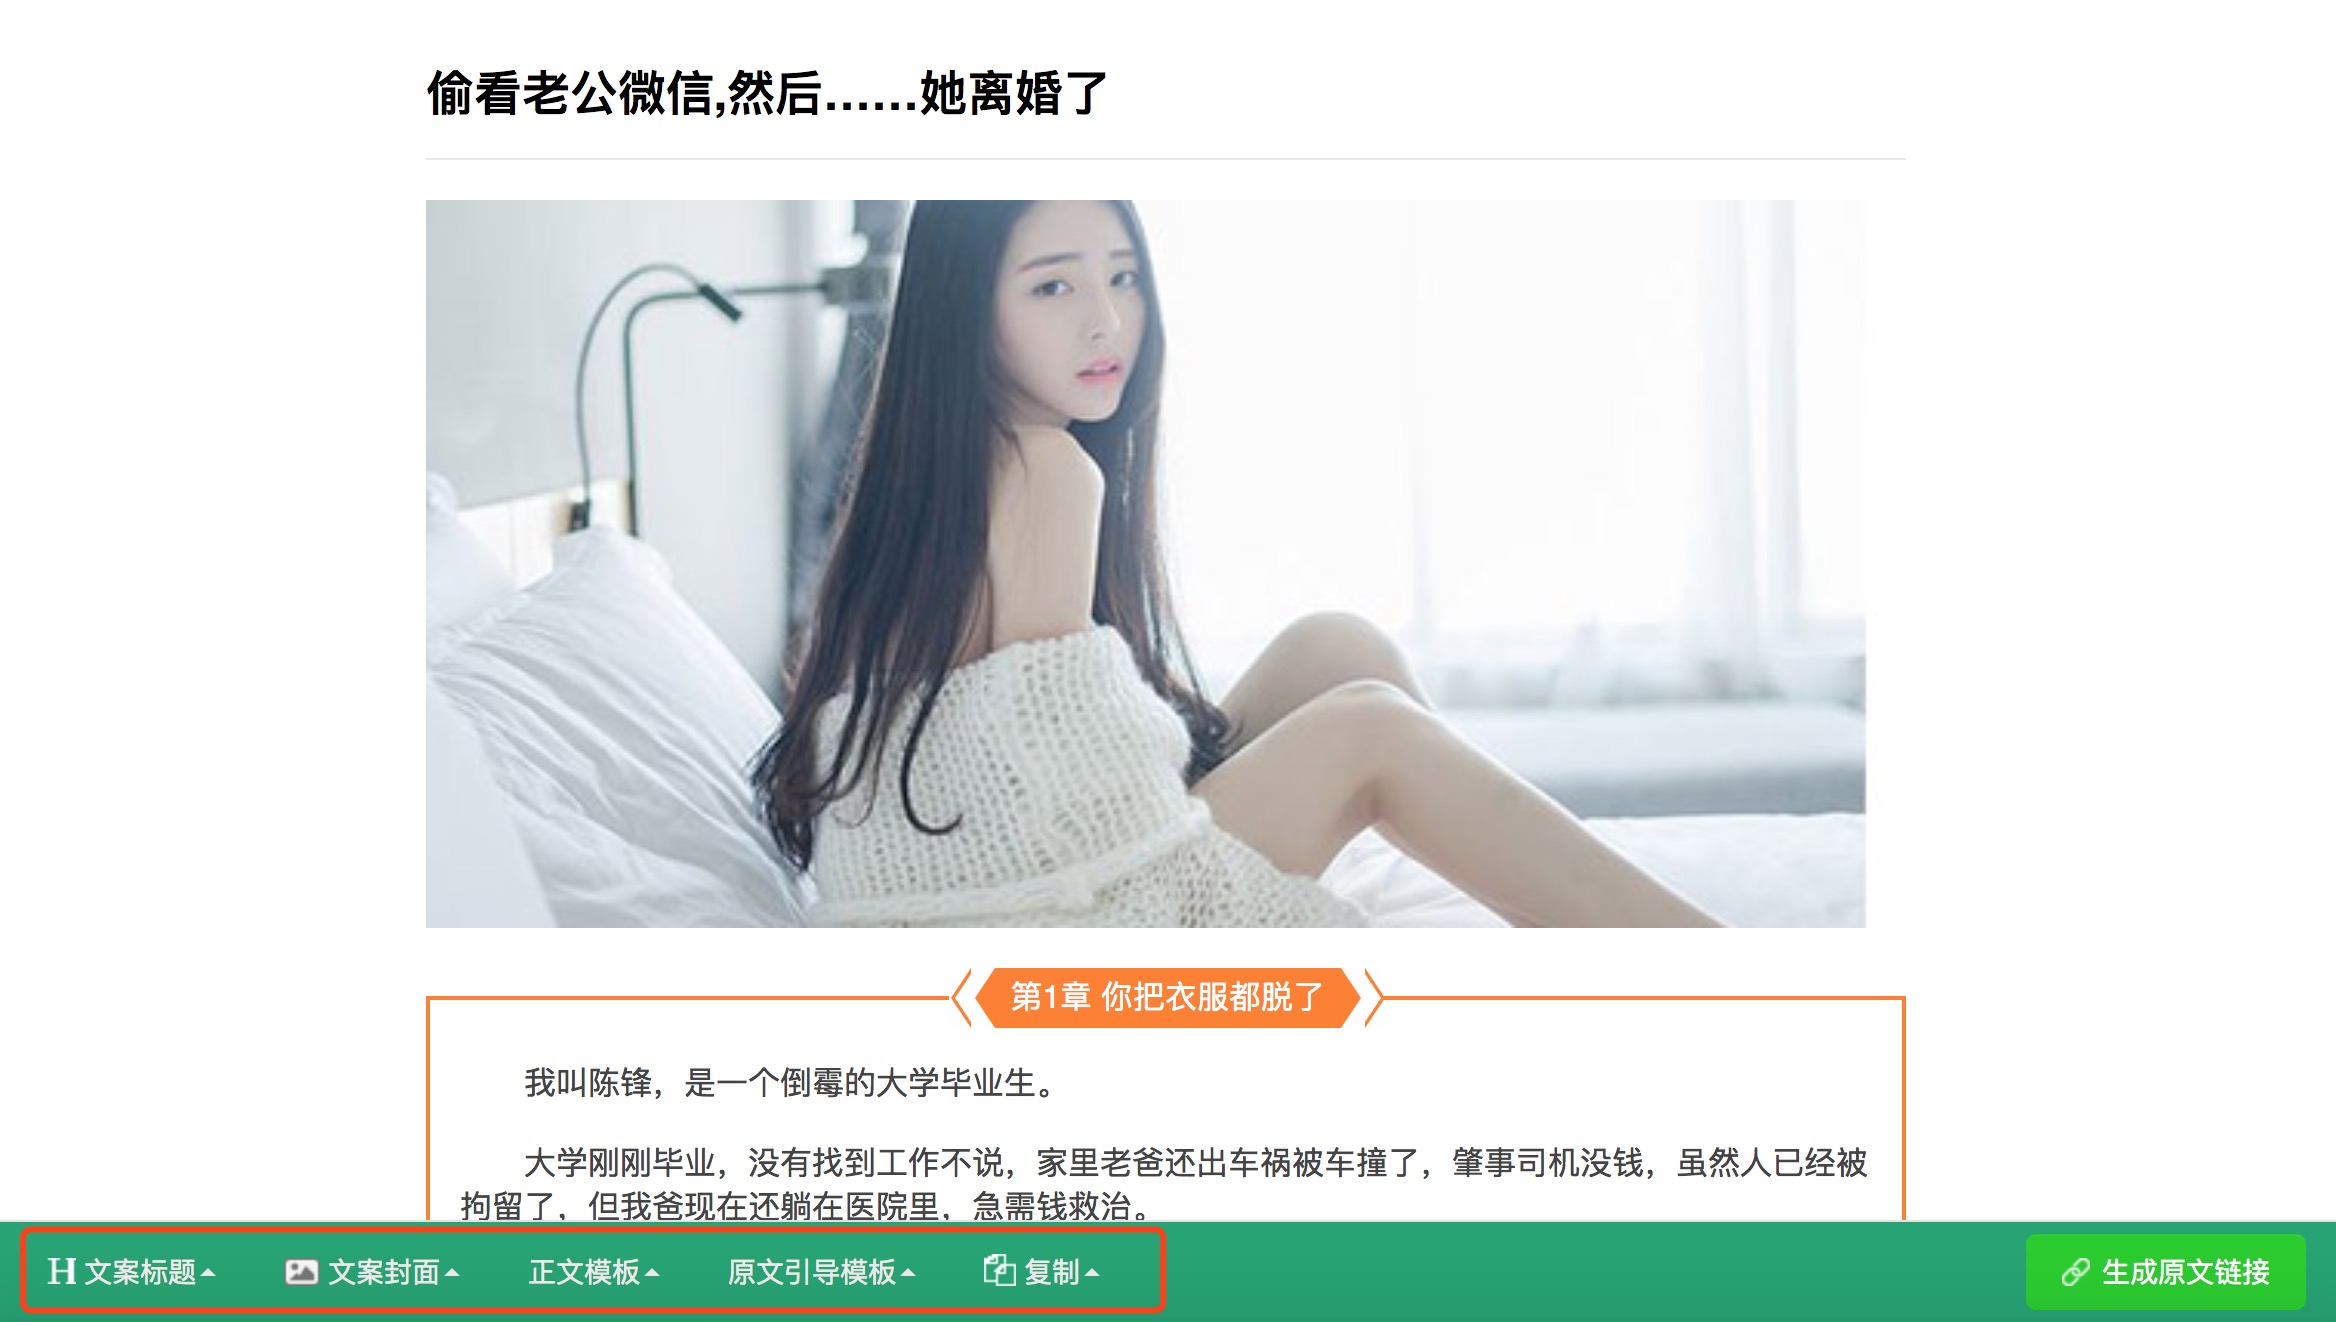 偷看老公微信,然后......她离婚了
第1章 你把衣服都脱了
我叫陈锋，是一个倒霉的大学毕业生。
大学刚刚毕业，没有找到工作不说，家里老爸还出车祸被车撞了，肇事司机没钱，虽然人已经被
拘留了，但我爸现在还躺在医院里，急需钱救治。
H 文案标题 文案封面 正文模板 原文引导模板 复制 生成原文链接